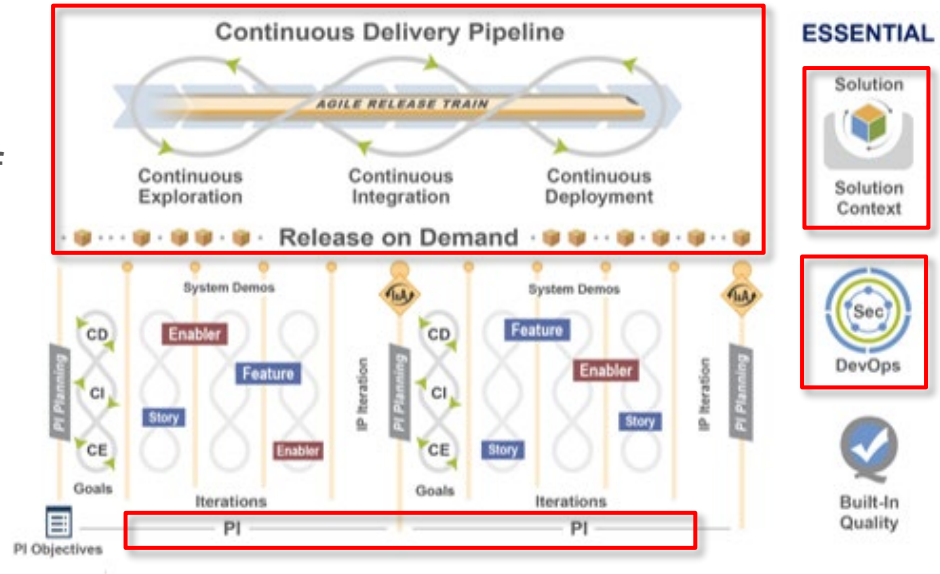 Continuous Delivery Pipeline
ESSENTIAL
AGILE RELEASE TRAIN
Continuous
Exploration
Continuous
Integration
Continuous
Deployment
Release on Demand
Solution
Solution
Context
System Demos
System Demos
I&A
I&A
PI Planning
CD
CI
CE
Goals
Enabler
Feature
Story
Enabler
Iterations
IP Iteration
PI Planning
CD
CI
CE
Goals
Feature
Enabler
Story
Story
Iterations
IP Iteration
PI Planning
Sec
DevOps
Built-In
Quality
PI Objectives
PI
PI